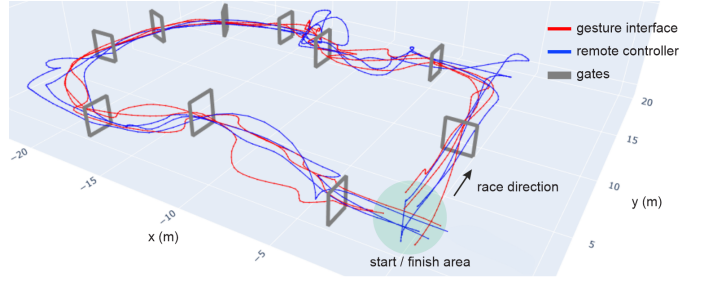 gesture interface
remote controller
gates
20
15
10
5
y (m)
race direction
start / finish area
−20
−15
−10
−5
x (m)